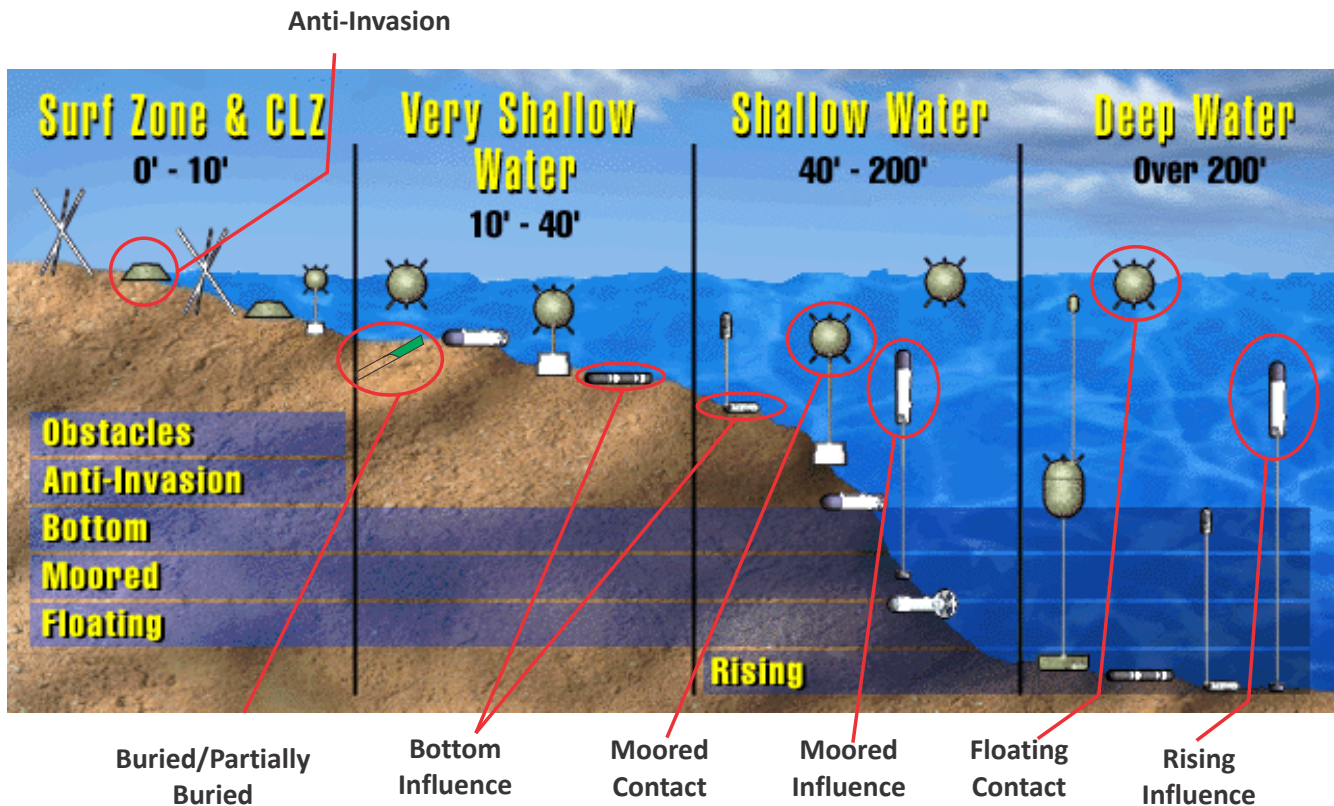 Anti-Invasion
Surf Zone & CLZ
0' - 10'
Very Shallow
Water
10' - 40'
Shallow Water
40' - 200'
Deep Water
Over 200'
Obstacles
Anti-Invasion
Bottom
Moored
Floating
Rising
Buried/Partially
Buried
Bottom
Influence
Moored
Contact
Moored
Influence
Floating
Contact
Rising
Influence